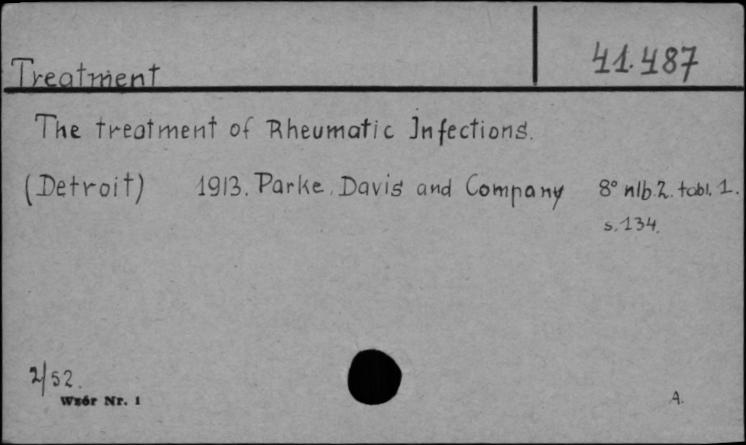 Treatment
41.487
The treatment of Rheumatic Infections.
(Detroit) 1913. Parke, Davis and Company 8° nlb. 2. tabl. 1.
s. 134.
2/52.
Wzór Nr. 1
A.